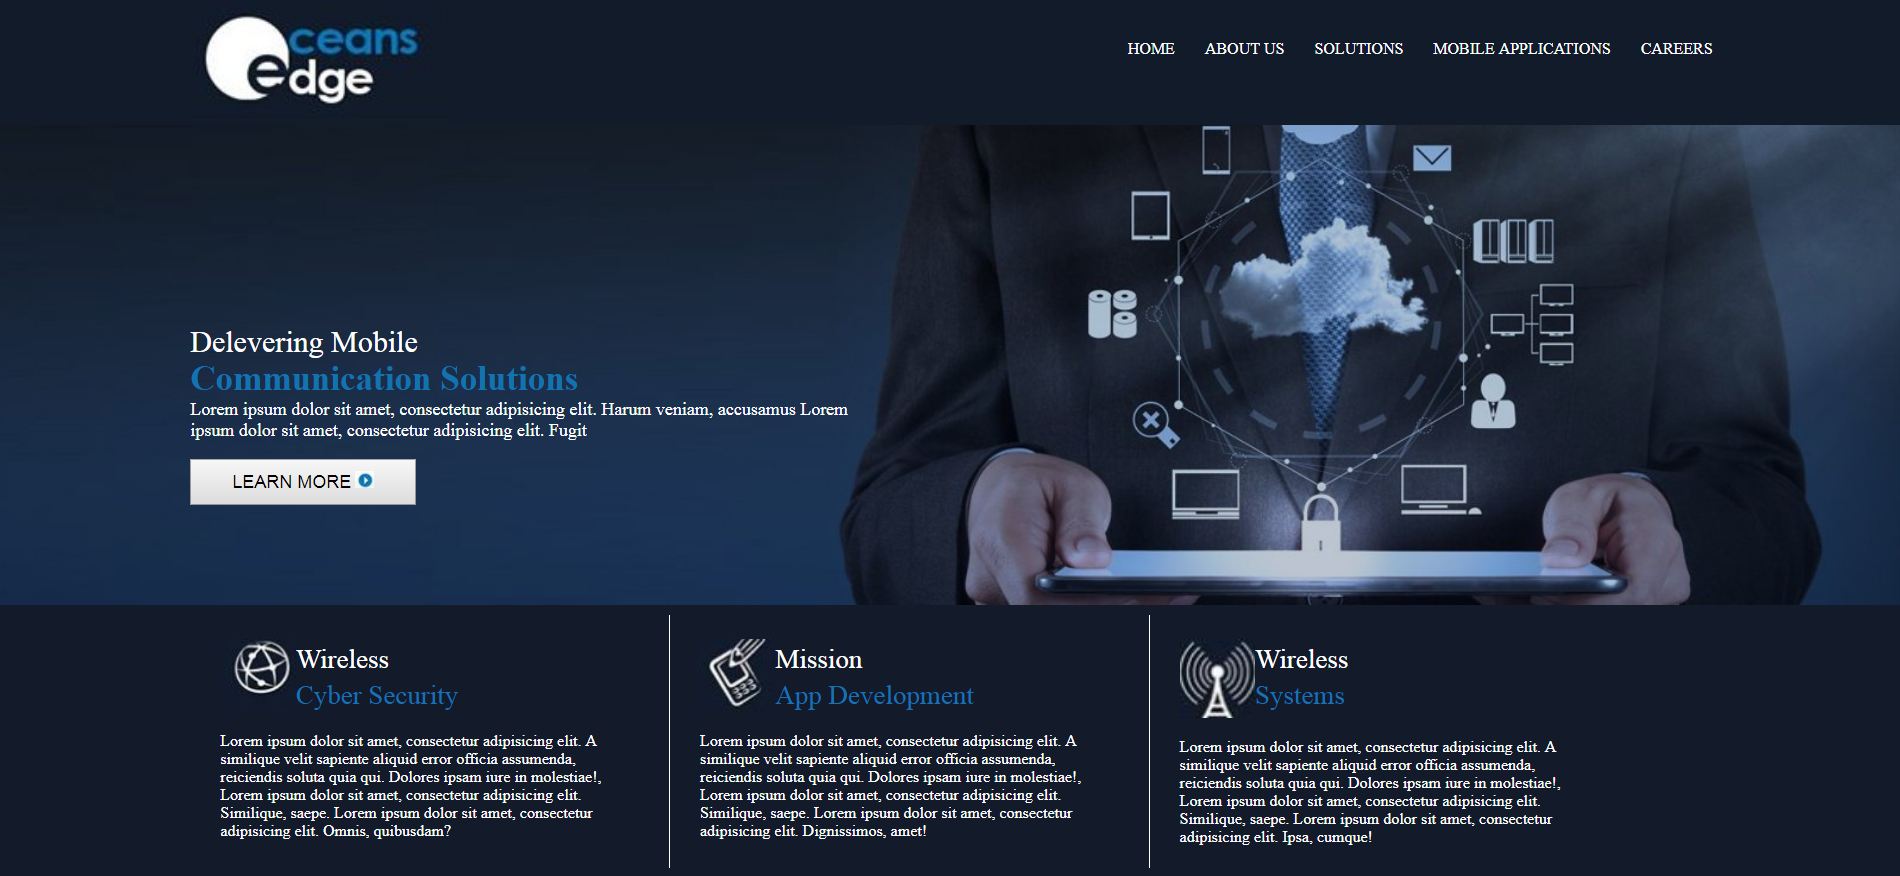 Oceans
edge
HOME ABOUT US SOLUTIONS MOBILE APPLICATIONS CAREERS
Delevering Mobile
Communication Solutions
Lorem ipsum dolor sit amet, consectetur adipisicing elit. Harum veniam, accusamus Lorem
ipsum dolor sit amet, consectetur adipisicing elit. Fugit
LEARN MORE
Wireless
Cyber Security
Lorem ipsum dolor sit amet, consectetur adipisicing elit. A
similique velit sapiente aliquid error officia assumenda,
reiciendis soluta quia qui. Dolores ipsam iure in molestiae!,
Lorem ipsum dolor sit amet, consectetur adipisicing elit.
Similique, saepe. Lorem ipsum dolor sit amet, consectetur
adipisicing elit. Omnis, quibusdam?
Mission
App Development
Lorem ipsum dolor sit amet, consectetur adipisicing elit. A
similique velit sapiente aliquid error officia assumenda,
reiciendis soluta quia qui. Dolores ipsam iure in molestiae!,
Lorem ipsum dolor sit amet, consectetur adipisicing elit.
Similique, saepe. Lorem ipsum dolor sit amet, consectetur
adipisicing elit. Dignissimos, amet!
Wireless
Systems
Lorem ipsum dolor sit amet, consectetur adipisicing elit. A
similique velit sapiente aliquid error officia assumenda,
reiciendis soluta quia qui. Dolores ipsam iure in molestiae!,
Lorem ipsum dolor sit amet, consectetur adipisicing elit.
Similique, saepe. Lorem ipsum dolor sit amet, consectetur
adipisicing elit. Ipsa, cumque!